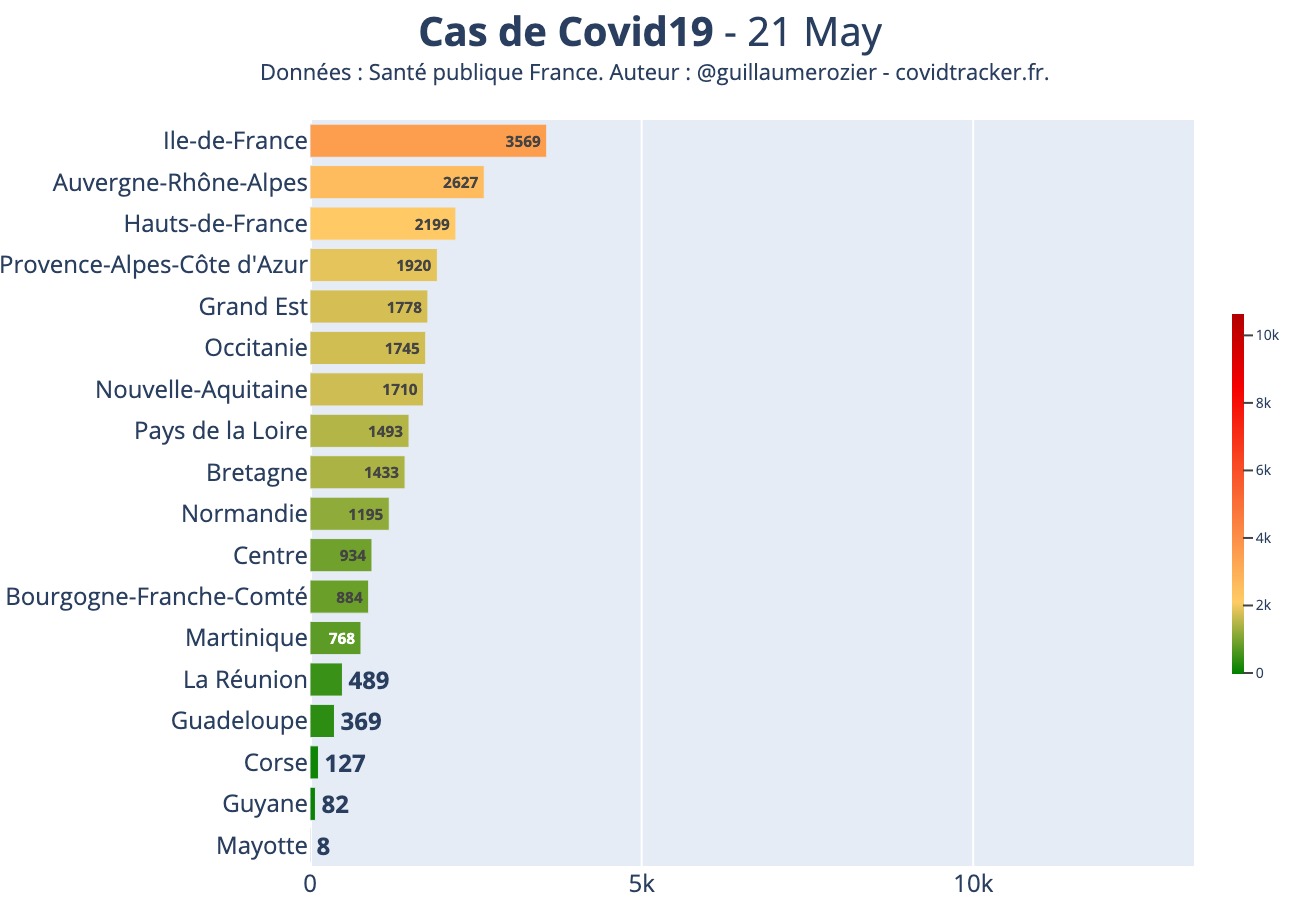 Cas de Covid19 - 21 May
Données : Santé publique France. Auteur : @guillaumerozier - covidtracker.fr.
Ile-de-France 3569
Auvergne-Rhône-Alpes 2627
Hauts-de-France 2199
Provence-Alpes-Côte d'Azur 1920
Grand Est 1778
Occitanie 1745
Nouvelle-Aquitaine 1710
Pays de la Loire 1493
Bretagne 1433
Normandie 1195
Centre 934
Bourgogne-Franche-Comté 884
Martinique 768
La Réunion 489
Guadeloupe 369
Corse 127
Guyane 82
Mayotte 8
0 5k 10k
10k
8k
6k
4k
2k
0